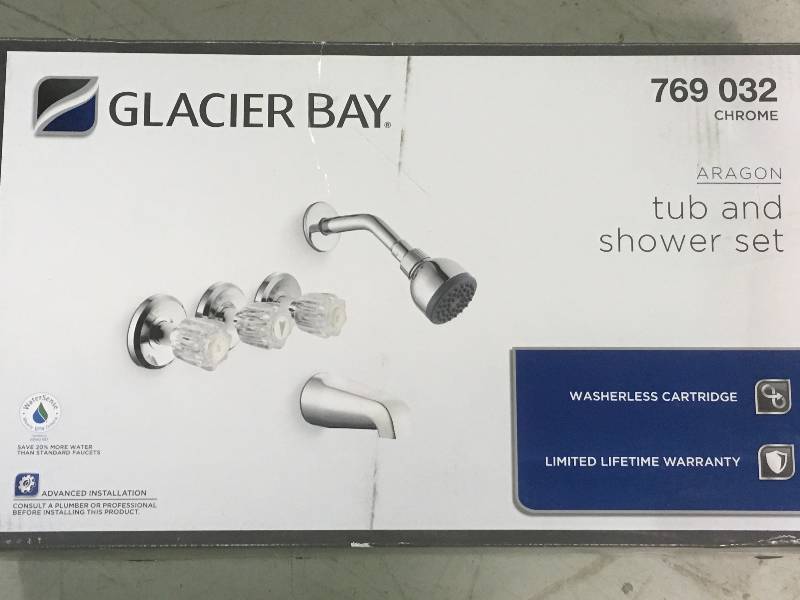 GLACIER BAY®
769 032
CHROME
ARAGON
tub and
shower set
WASHERLESS CARTRIDGE
LIMITED LIFETIME WARRANTY
WaterSense
SAVE 20% MORE WATER
THAN STANDARD FAUCETS
ADVANCED INSTALLATION
CONSULT A PLUMBER OR PROFESSIONAL
BEFORE INSTALLING THIS PRODUCT.